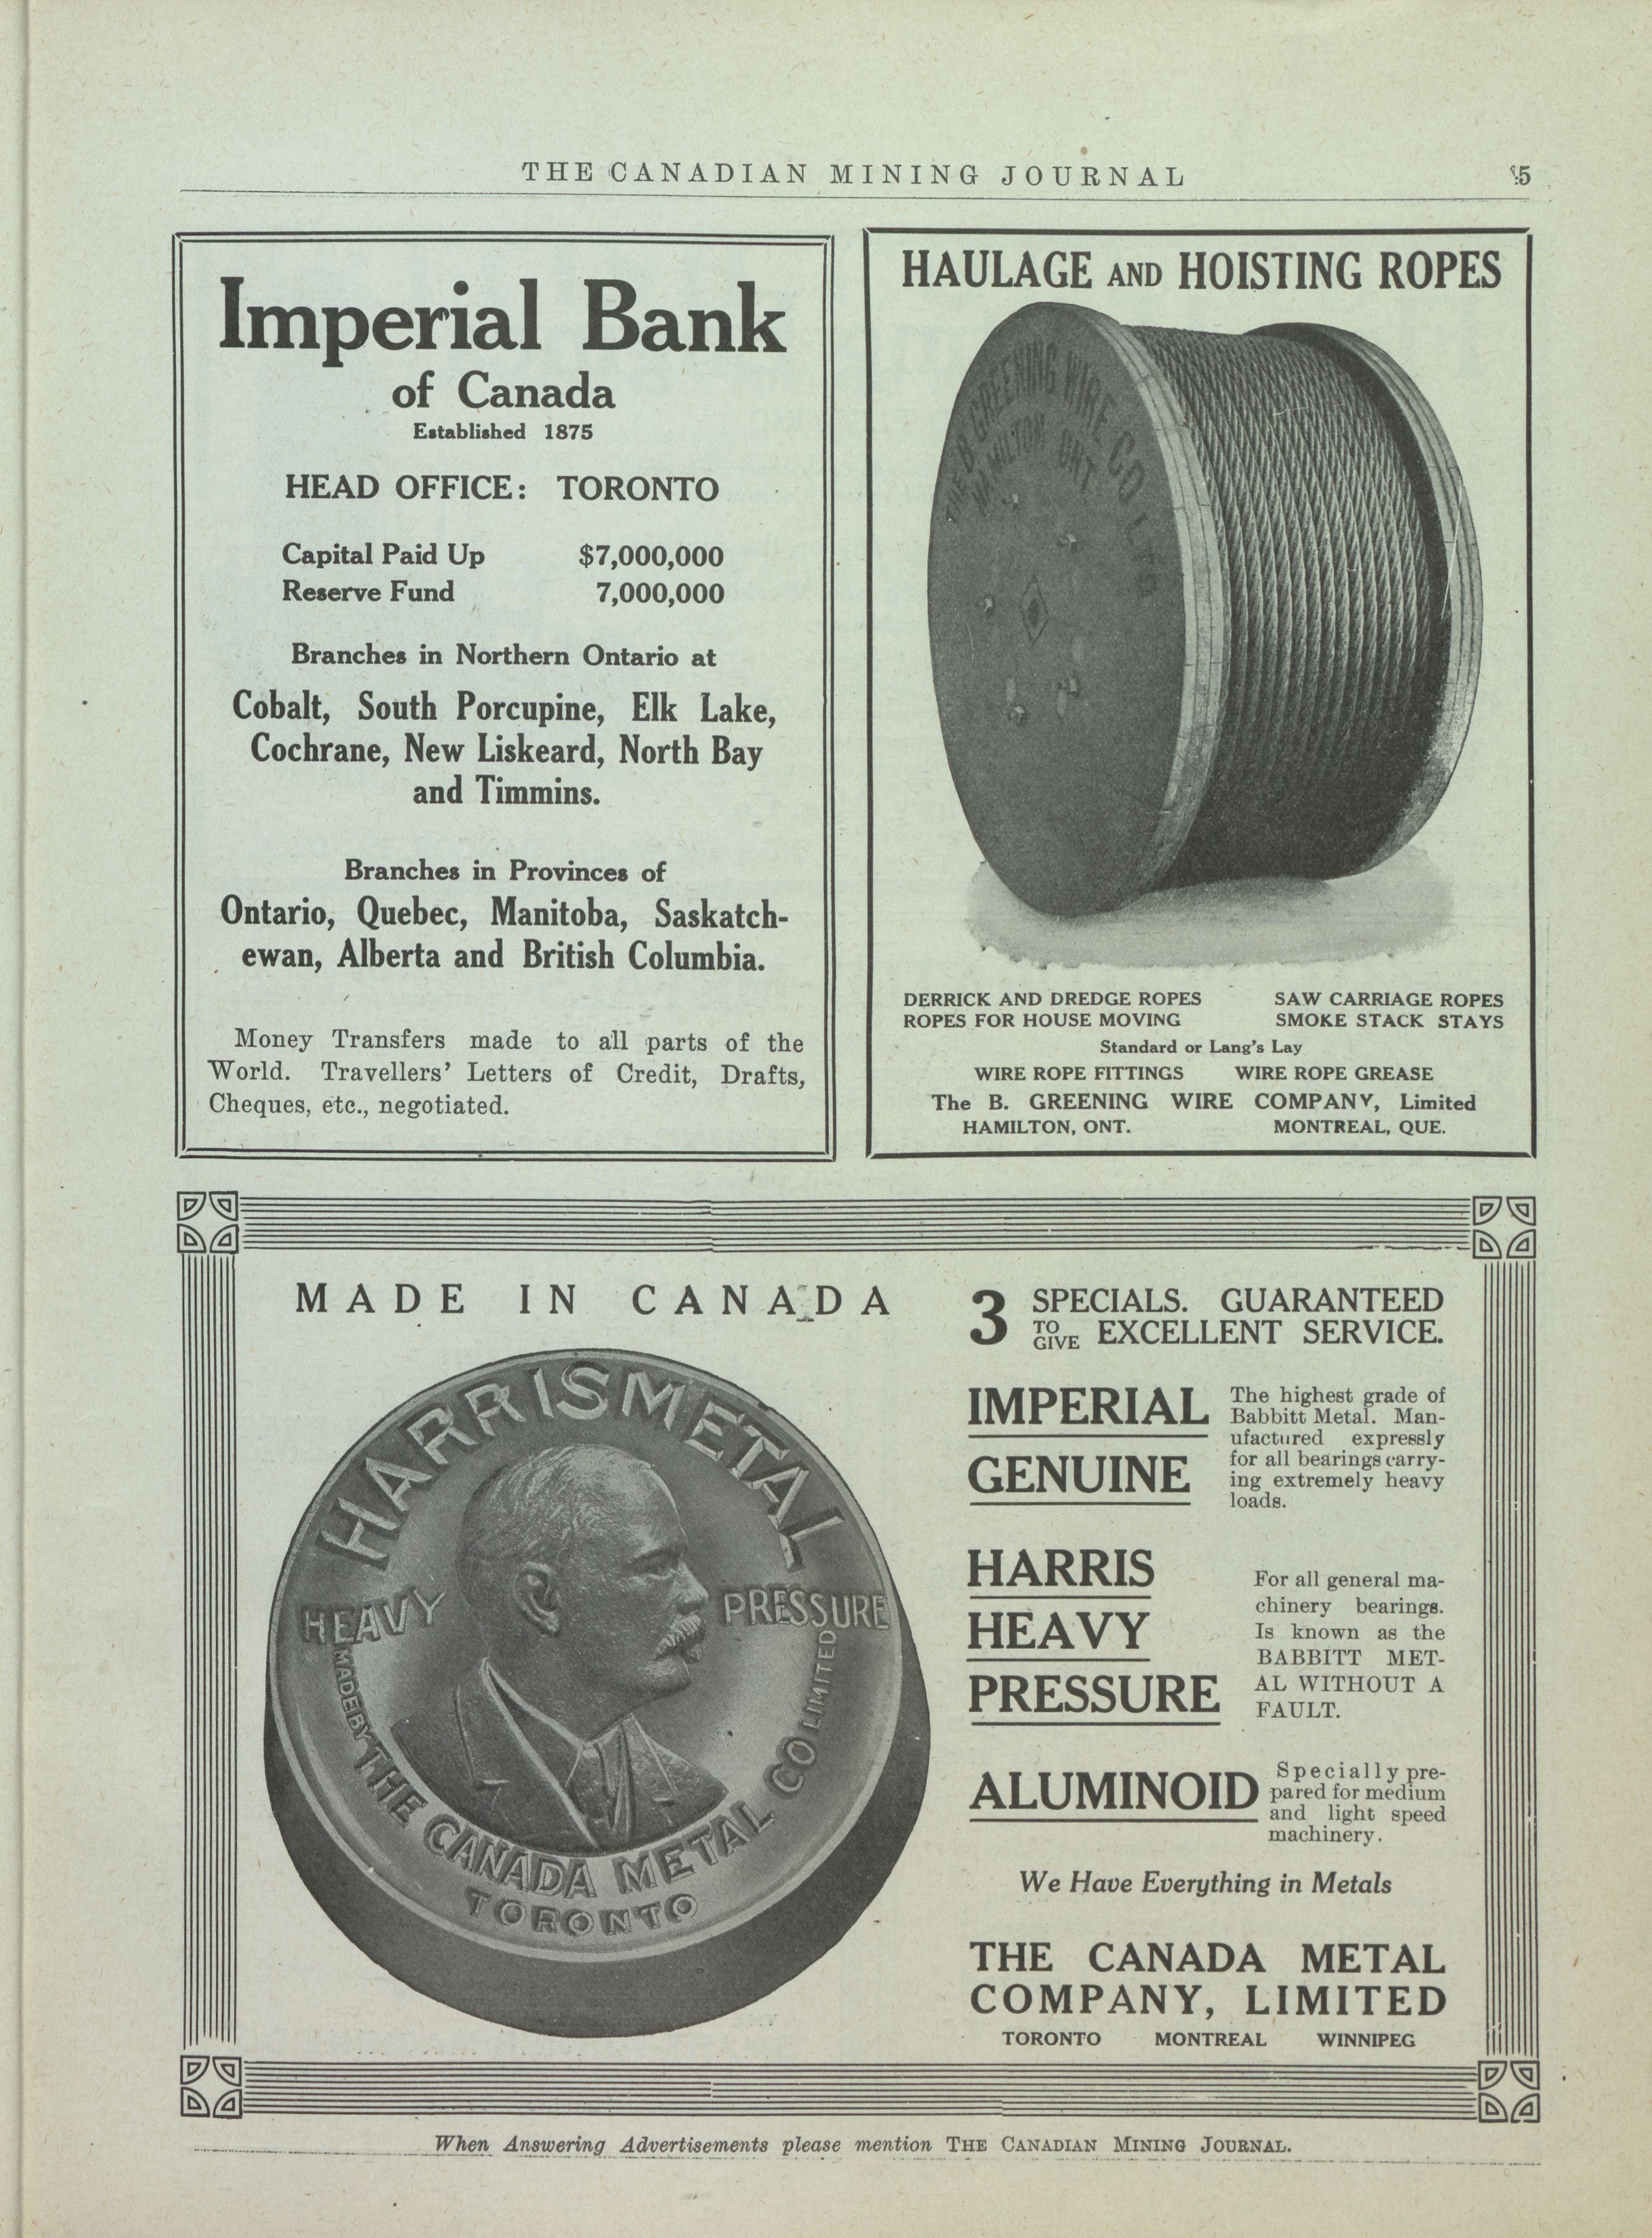 THE CANADIAN MINING JOURNAL
Imperial Bank
of Canada
Established 1875
HEAD OFFICE: TORONTO
Capital Paid Up $7,000,000
Reserve Fund 7,000,000
Branches in Northern Ontario at
Cobalt, South Porcupine, Elk Lake,
Cochrane, New Liskeard, North Bay
and Timmins.
Branches in Provinces of
Ontario, Quebec, Manitoba, Saskatch-
ewan, Alberta and British Columbia.
Money Transfers made to all parts of the
World. Travellers' Letters of Credit, Drafts,
Cheques, etc., negotiated.
HAULAGE AND HOISTING ROPES
THE B. GREENING WIRE CO LTD
HAMILTON ONT
DERRICK AND DREDGE ROPES SAW CARRIAGE ROPES
ROPES FOR HOUSE MOVING SMOKE STACK STAYS
Standard or Lang's Lay
WIRE ROPE FITTINGS WIRE ROPE GREASE
The B. GREENING WIRE COMPANY, Limited
HAMILTON, ONT. MONTREAL, QUE.
MADE IN CANADA
HARRISMETAL
HEAVY PRESSURE
MADE BY THE CANADA METAL CO LIMITED
TORONTO
3 SPECIALS. GUARANTEED
TO GIVE EXCELLENT SERVICE.
IMPERIAL
GENUINE
The highest grade of
Babbitt Metal. Man-
ufactured expressly
for all bearings carry-
ing extremely heavy
loads.
HARRIS
HEAVY
PRESSURE
For all general ma-
chinery bearings.
Is known as the
BABBITT MET-
AL WITHOUT A
FAULT.
ALUMINOID
Specially pre-
pared for medium
and light speed
machinery.
We Have Everything in Metals
THE CANADA METAL
COMPANY, LIMITED
TORONTO MONTREAL WINNIPEG
When Answering Advertisements please mention THE CANADIAN MINING JOURNAL.